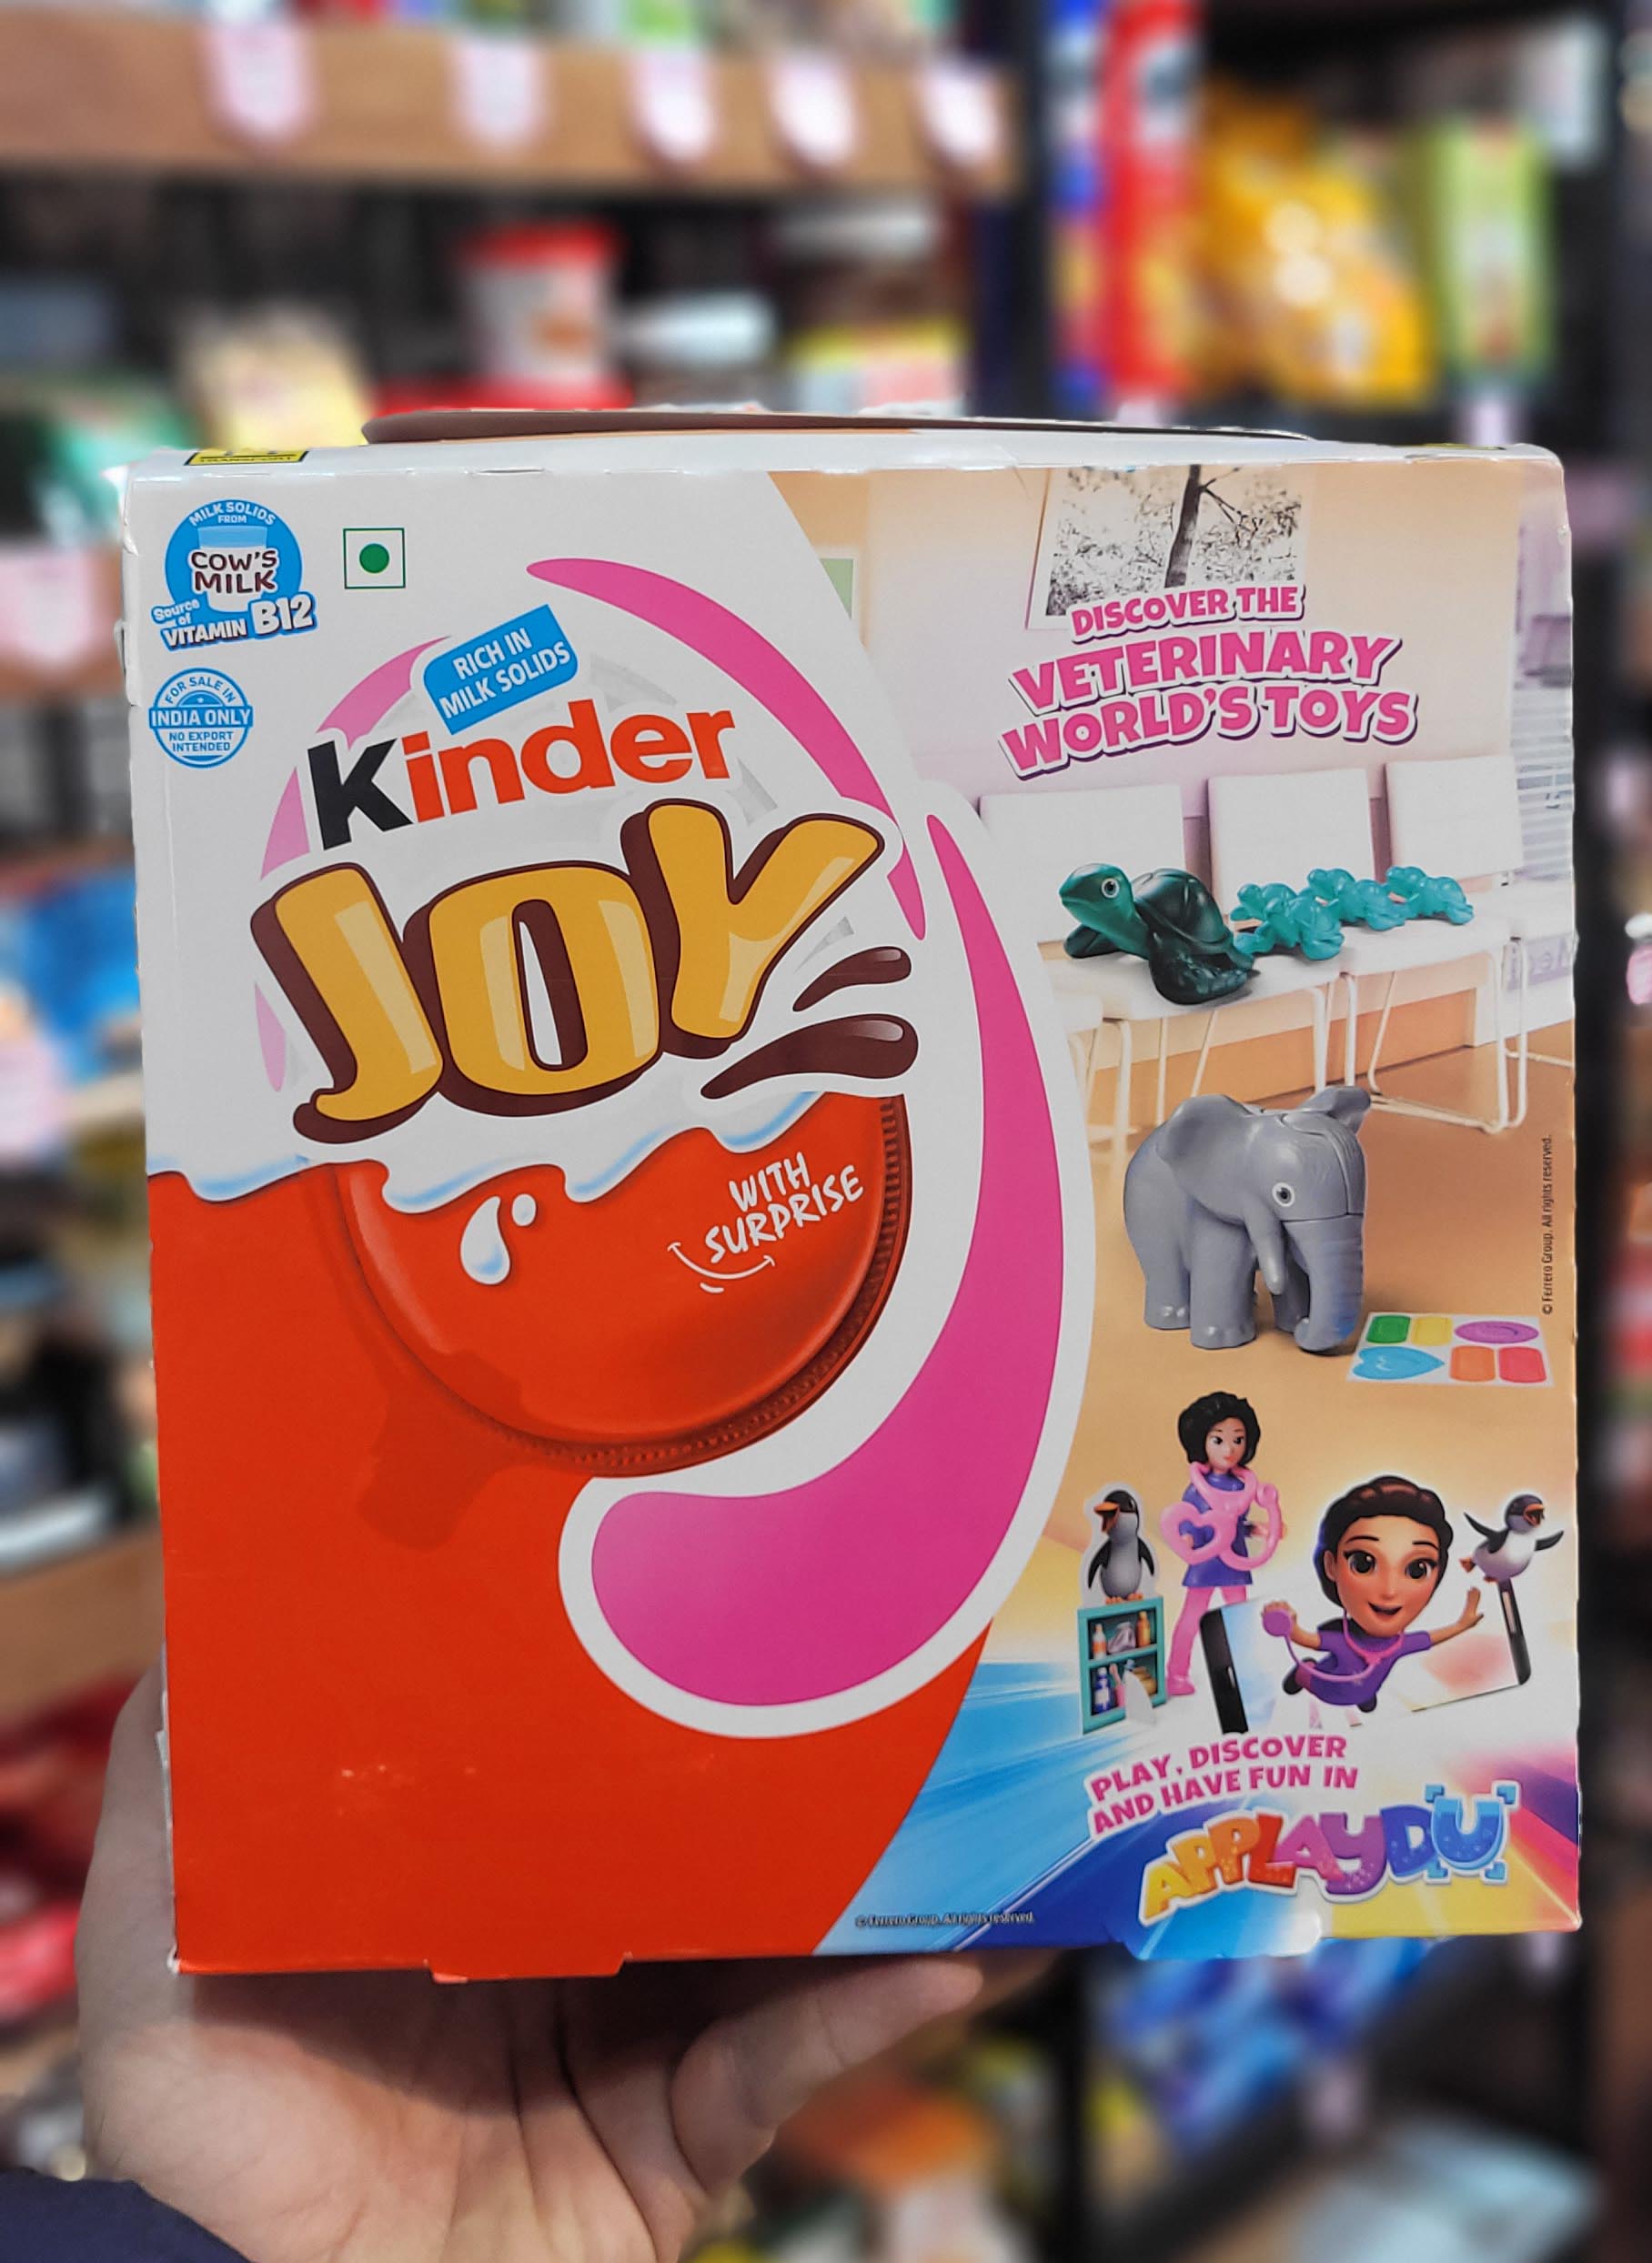 MILK SOLIDS
FROM
COW'S
MILK
Source
of
VITAMIN B12
FOR SALE IN
INDIA ONLY
NO EXPORT
INTENDED
RICH IN
MILK SOLIDS
Kinder
JOY
WITH
SURPRISE
DISCOVER THE
VETERINARY
WORLD'S TOYS
© Ferrero Group. All rights reserved.
PLAY, DISCOVER
AND HAVE FUN IN
APPLAYDU
© Ferrero Group. All rights reserved.